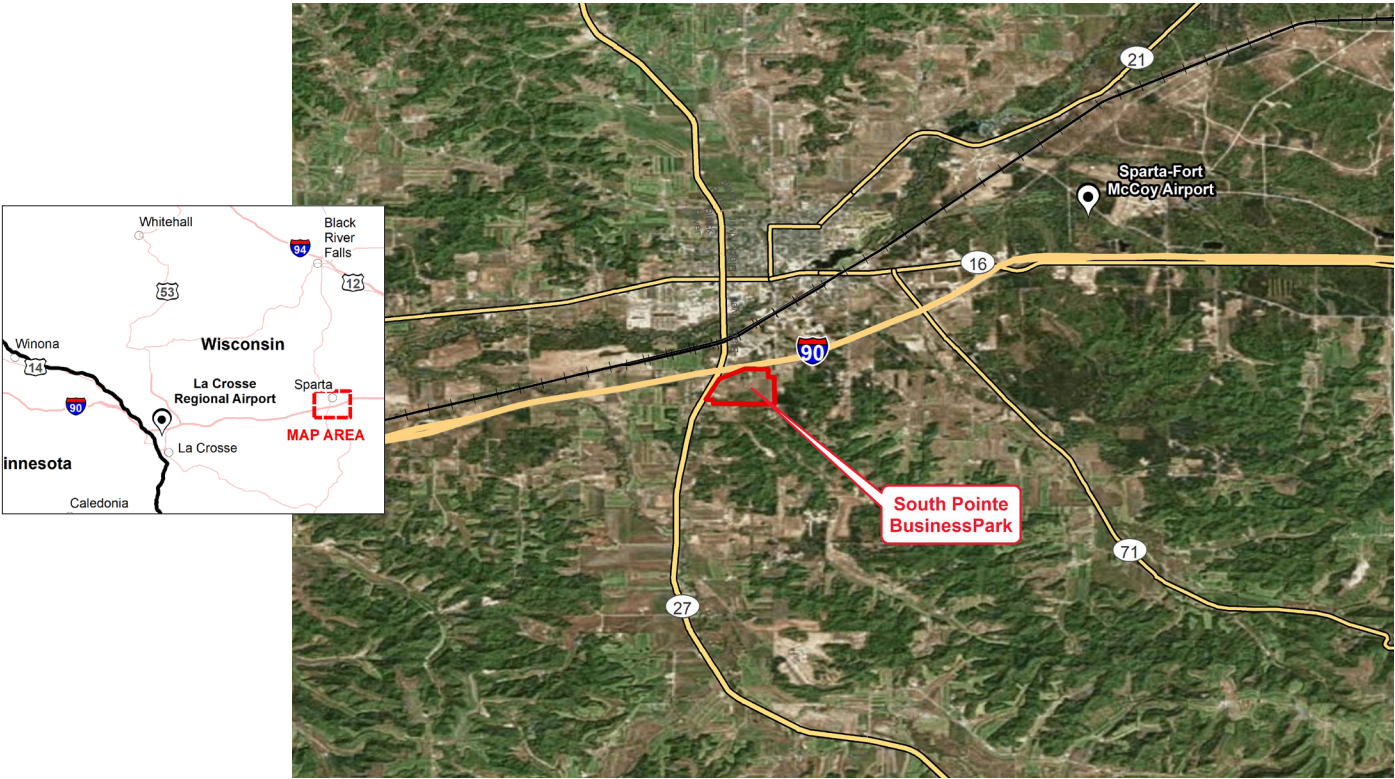 21
Sparta-Fort
McCoy Airport
16
90
South Pointe
BusinessPark
71
27
Whitehall
Black
River
Falls
94
12
53
Winona
14
Wisconsin
La Crosse
Regional Airport
Sparta
90
MAP AREA
La Crosse
innesota
Caledonia